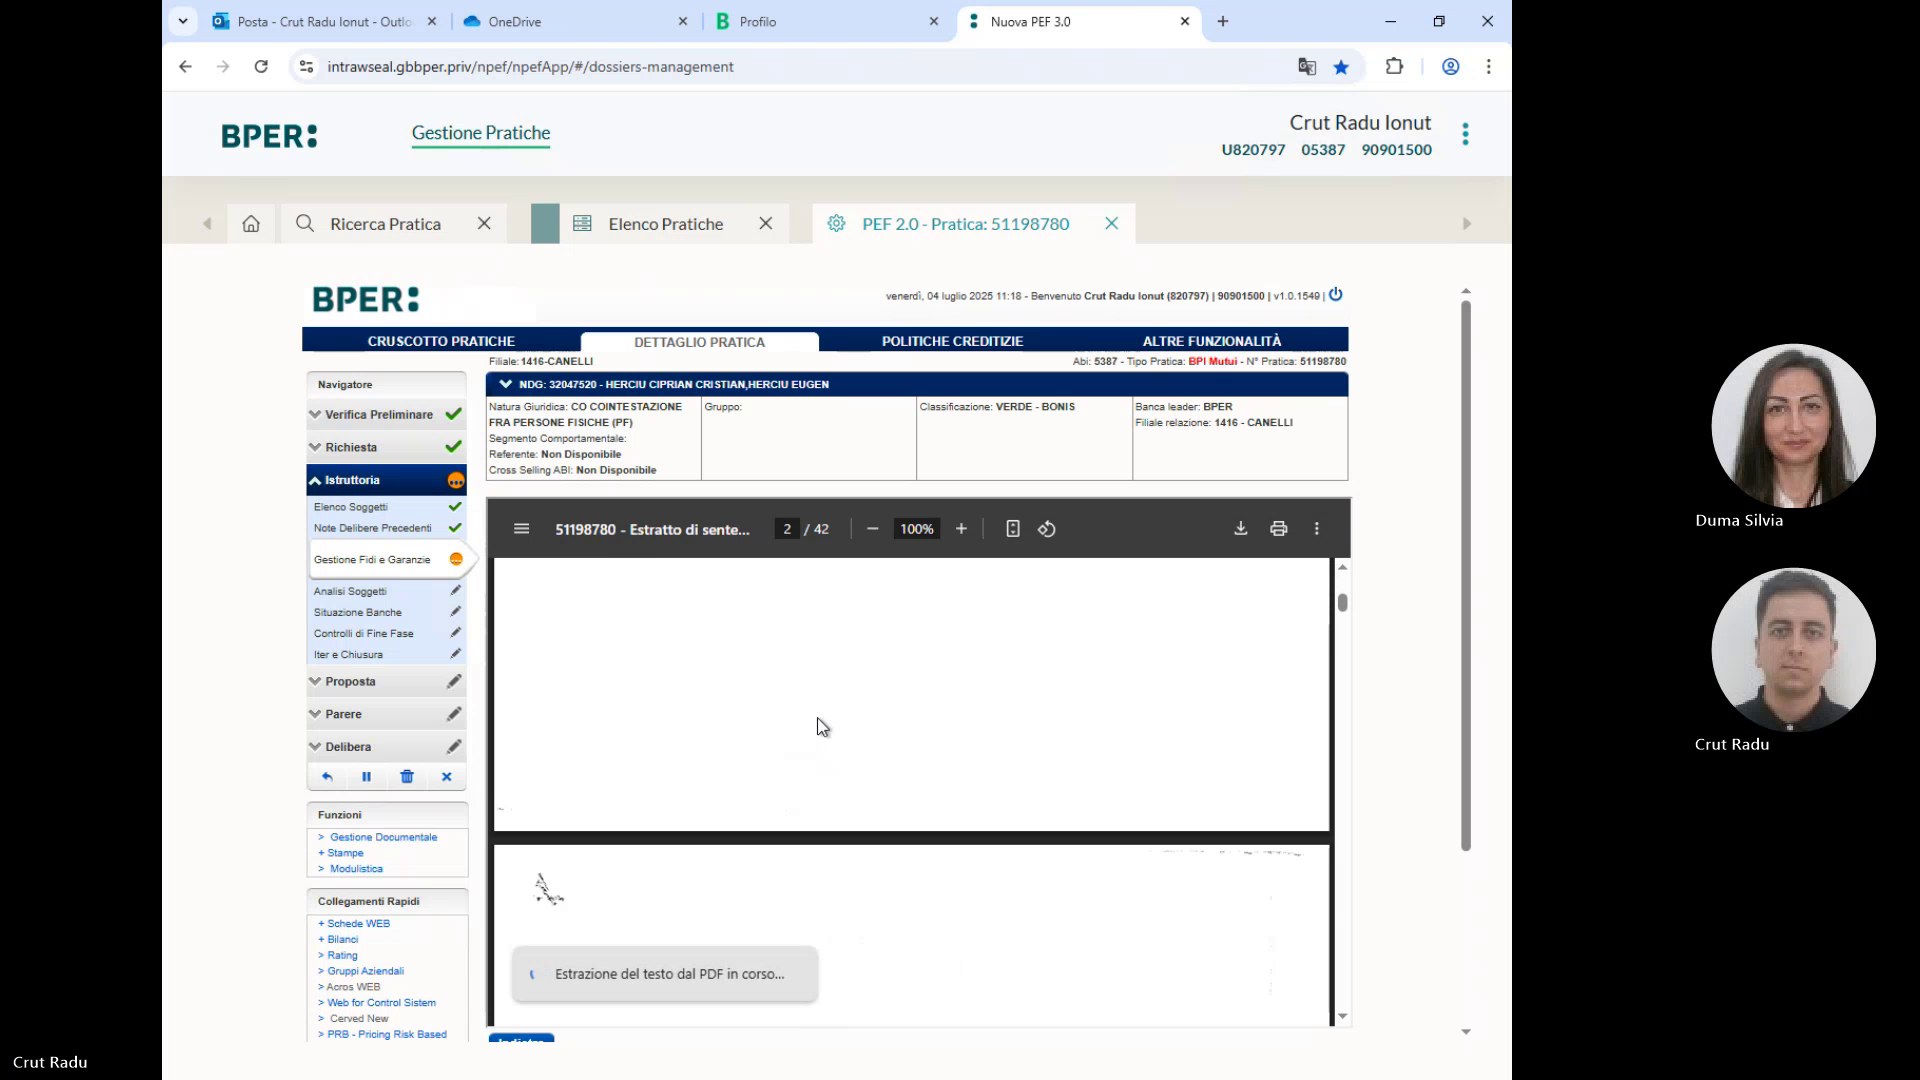 Posta - Crut Radu Ionut - Outlo
OneDrive
Profilo
Nuova PEF 3.0
intrawseal.gbbper.priv/npef/npefApp/#/dossiers-management
BPER:
Gestione Pratiche
Crut Radu Ionut
U820797 05387 90901500
Ricerca Pratica
Elenco Pratiche
PEF 2.0 - Pratica: 51198780
BPER:
venerdì, 04 luglio 2025 11:18 - Benvenuto Crut Radu Ionut (820797) | 90901500 | v1.0.1549 |
CRUSCOTTO PRATICHE
DETTAGLIO PRATICA
POLITICHE CREDITIZIE
ALTRE FUNZIONALITÀ
Filiale: 1416-CANELLI
Abi: 5387 - Tipo Pratica: BPI Mutui - N° Pratica: 51198780
Navigatore
Verifica Preliminare
Richiesta
Istruttoria
Elenco Soggetti
Note Delibere Precedenti
Gestione Fidi e Garanzie
Analisi Soggetti
Situazione Banche
Controlli di Fine Fase
Iter e Chiusura
Proposta
Parere
Delibera
Funzioni
> Gestione Documentale
+ Stampe
> Modulistica
Collegamenti Rapidi
+ Schede WEB
+ Bilanci
> Rating
> Gruppi Aziendali
> Acros WEB
> Web for Control Sistem
> Cerved New
> PRB - Pricing Risk Based
NDG: 32047520 - HERCIU CIPRIAN CRISTIAN,HERCIU EUGEN
Natura Giuridica: CO COINTESTAZIONE
FRA PERSONE FISICHE (PF)
Segmento Comportamentale:
Referente: Non Disponibile
Cross Selling ABI: Non Disponibile
Gruppo:
Classificazione: VERDE - BONIS
Banca leader: BPER
Filiale relazione: 1416 - CANELLI
51198780 - Estratto di sente...
2 / 42
100%
Estrazione del testo dal PDF in corso...
Indietro
Duma Silvia
Crut Radu
Crut Radu